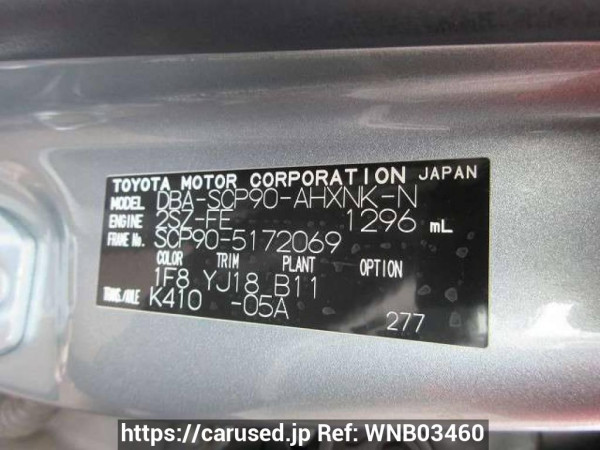 TOYOTA MOTOR CORPORATION JAPAN
MODEL DBA-SCP90-AHXNK-N
ENGINE 2SZ-FE 1296 mL
FRAME No. SCP90-5172069
COLOR TRIM PLANT OPTION
1F8 YJ18 B11
TRANS./AXLE K410 -05A
277
https://carused.jp Ref: WNB03460